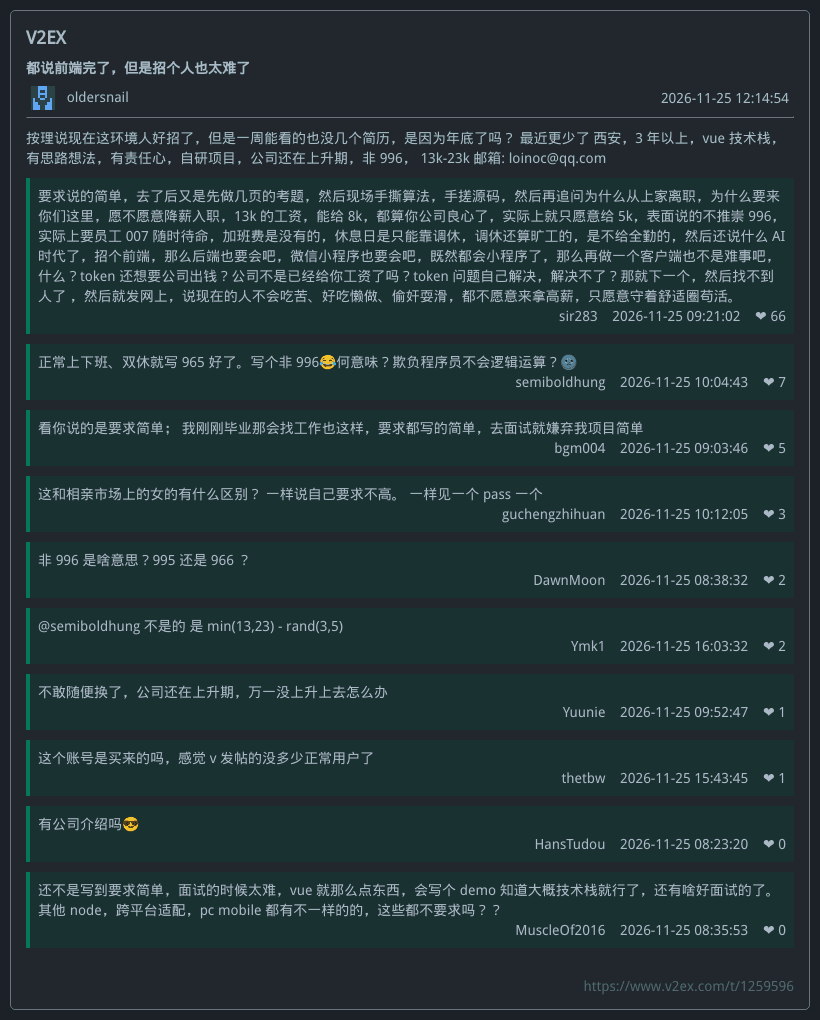 V2EX
都说前端完了，但是招个人也太难了
oldersnail 2026-11-25 12:14:54
按理说现在这环境人好招了，但是一周能看的也没几个简历，是因为年底了吗？ 最近更少了 西安，3 年以上，vue 技术栈，
有思路想法，有责任心，自研项目，公司还在上升期，非 996， 13k-23k 邮箱: loinoc@qq.com
要求说的简单，去了后又是先做几页的考题，然后现场手撕算法，手搓源码，然后再追问为什么从上家离职，为什么要来
你们这里，愿不愿意降薪入职，13k 的工资，能给 8k，都算你公司良心了，实际上就只愿意给 5k，表面说的不推崇 996，
实际上要员工 007 随时待命，加班费是没有的，休息日是只能靠调休，调休还算旷工的，是不给全勤的，然后还说什么 AI
时代了，招个前端，那么后端也要会吧，微信小程序也要会吧，既然都会小程序了，那么再做一个客户端也不是难事吧，
什么？token 还想要公司出钱？公司不是已经给你工资了吗？token 问题自己解决，解决不了？那就下一个，然后找不到
人了 ，然后就发网上，说现在的人不会吃苦、好吃懒做、偷奸耍滑，都不愿意来拿高薪，只愿意守着舒适圈苟活。
sir283 2026-11-25 09:21:02 ❤ 66
正常上下班、双休就写 965 好了。写个非 996😂何意味？欺负程序员不会逻辑运算？🌚
semiboldhung 2026-11-25 10:04:43 ❤ 7
看你说的是要求简单； 我刚刚毕业那会找工作也这样，要求都写的简单，去面试就嫌弃我项目简单
bgm004 2026-11-25 09:03:46 ❤ 5
这和相亲市场上的女的有什么区别？ 一样说自己要求不高。 一样见一个 pass 一个
guchengzhihuan 2026-11-25 10:12:05 ❤ 3
非 996 是啥意思？995 还是 966 ？
DawnMoon 2026-11-25 08:38:32 ❤ 2
@semiboldhung 不是的 是 min(13,23) - rand(3,5)
Ymk1 2026-11-25 16:03:32 ❤ 2
不敢随便换了，公司还在上升期，万一没上升上去怎么办
Yuunie 2026-11-25 09:52:47 ❤ 1
这个账号是买来的吗，感觉 v 发帖的没多少正常用户了
thetbw 2026-11-25 15:43:45 ❤ 1
有公司介绍吗😎
HansTudou 2026-11-25 08:23:20 ❤ 0
还不是写到要求简单，面试的时候太难，vue 就那么点东西，会写个 demo 知道大概技术栈就行了，还有啥好面试的了。
其他 node，跨平台适配，pc mobile 都有不一样的的，这些都不要求吗？？
MuscleOf2016 2026-11-25 08:35:53 ❤ 0
https://www.v2ex.com/t/1259596